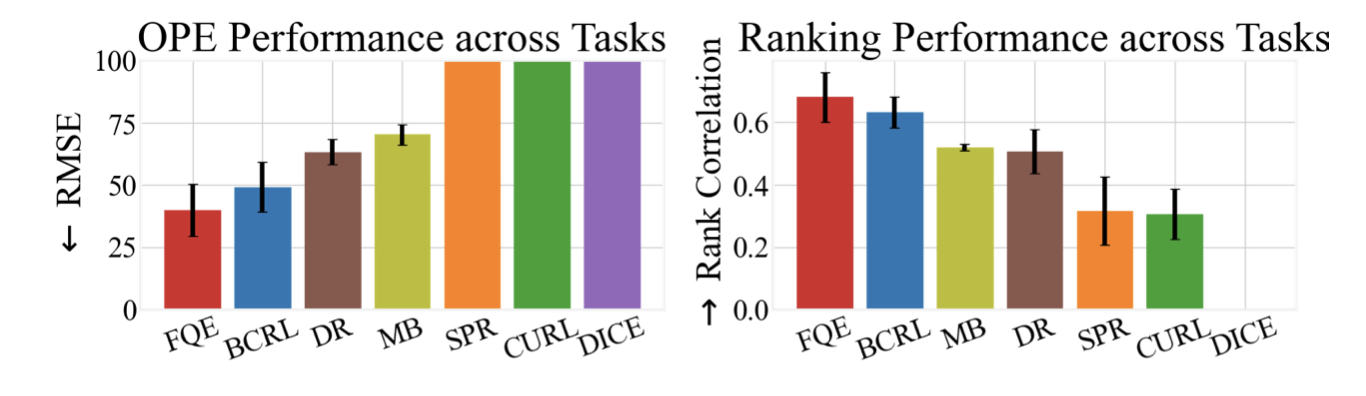 OPE Performance across Tasks
← RMSE
100
75
50
25
0
FQE BCRL DR MB SPR CURL DICE
Ranking Performance across Tasks
→ Rank Correlation
0.6
0.4
0.2
0.0
FQE BCRL MB DR SPR CURL DICE